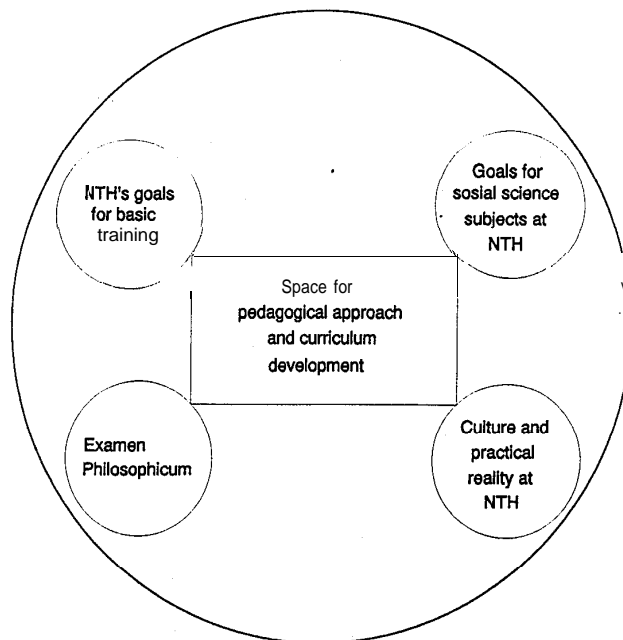 NTH's goals
for basic
training
Goals for
sosial science
subjects at
NTH
Space for
pedagogical approach
and curriculum
development
Examen
Philosophicum
Culture and
practical
reality at
NTH